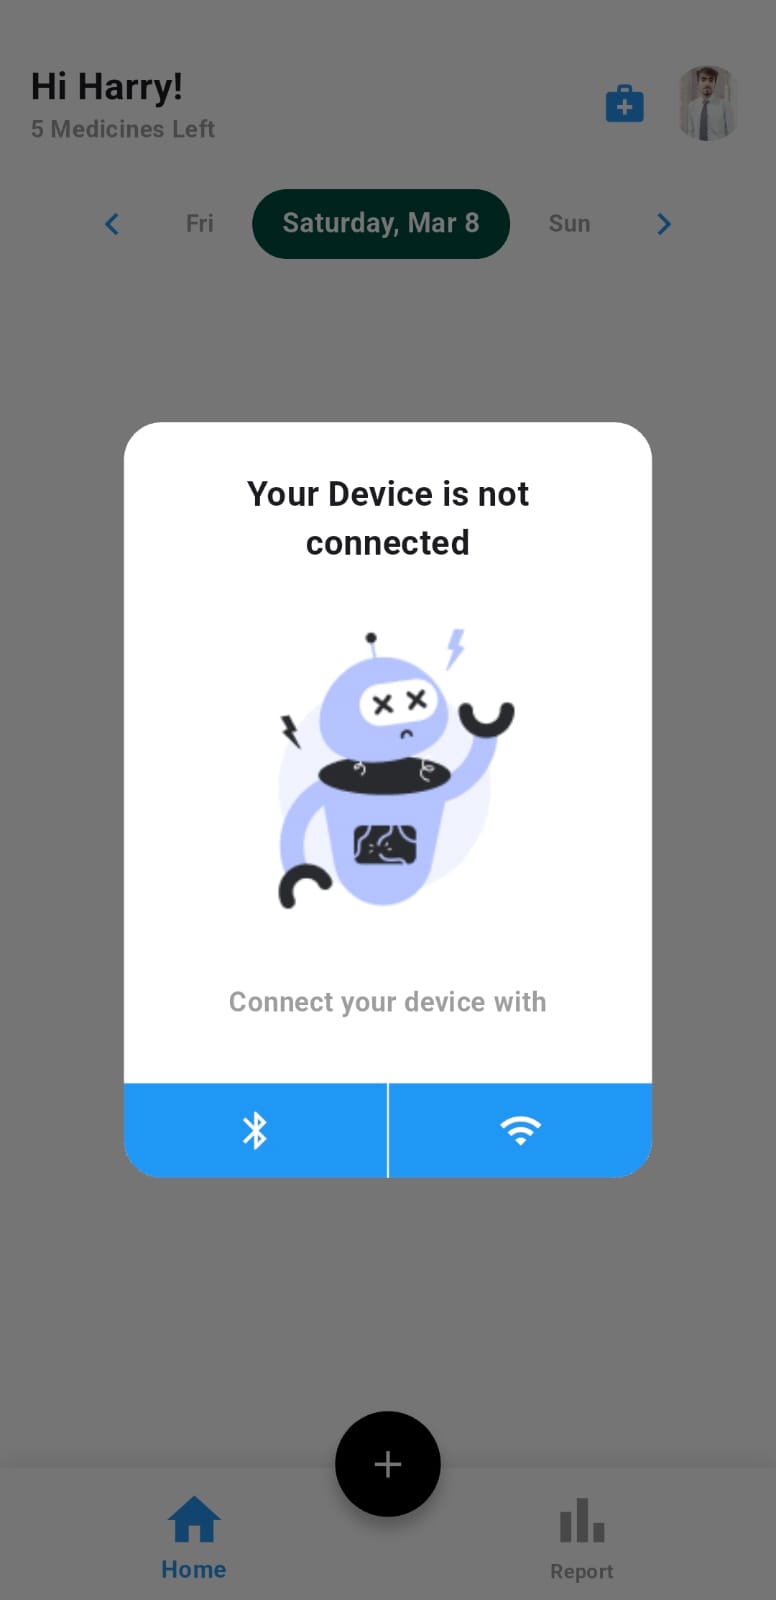 Hi Harry!
5 Medicines Left
Fri
Saturday, Mar 8
Sun
Your Device is not
connected
Connect your device with
Home
Report